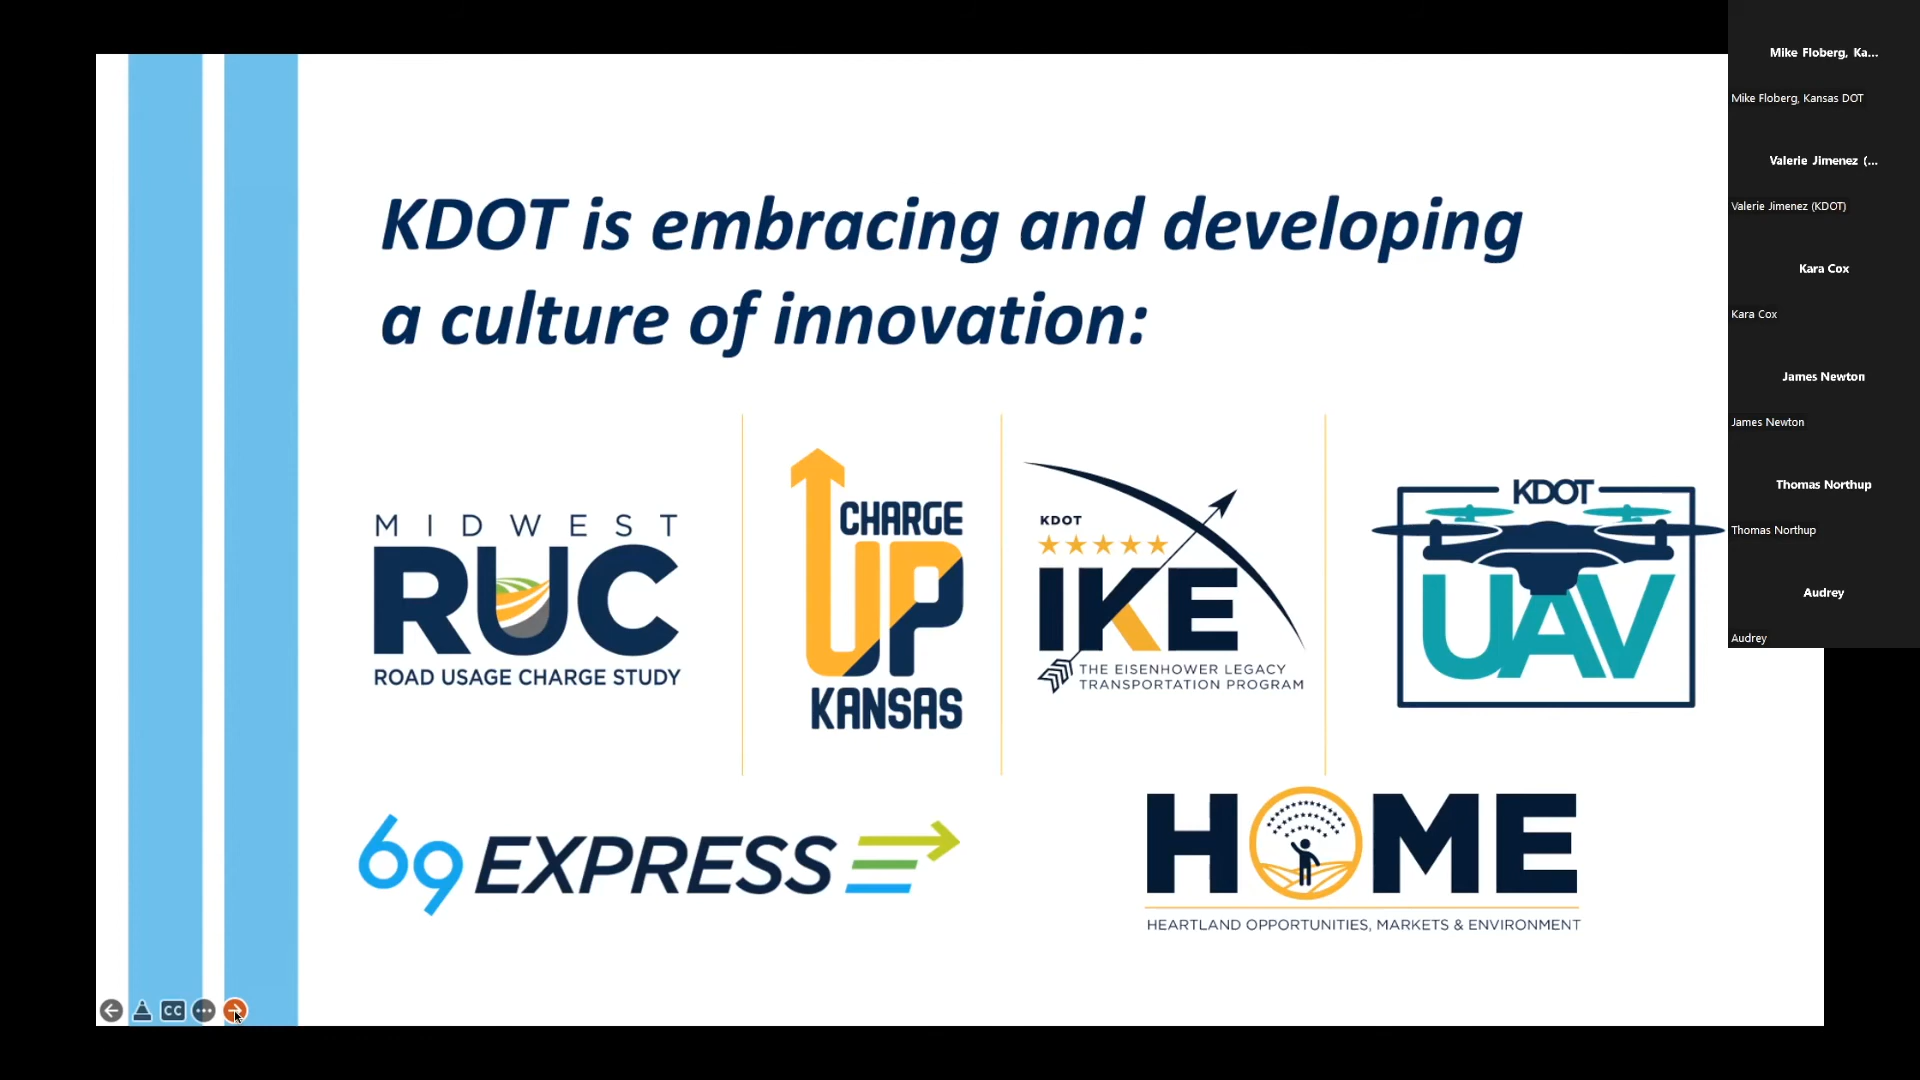 KDOT is embracing and developing
a culture of innovation:
MIDWEST
RUC
ROAD USAGE CHARGE STUDY
CHARGE
UP
KANSAS
KDOT
IKE
THE EISENHOWER LEGACY
TRANSPORTATION PROGRAM
KDOT
UAV
69 EXPRESS
HOME
HEARTLAND OPPORTUNITIES, MARKETS & ENVIRONMENT
CC
Mike Floberg, Ka...
Mike Floberg, Kansas DOT
Valerie Jimenez (...
Valerie Jimenez (KDOT)
Kara Cox
Kara Cox
James Newton
James Newton
Thomas Northup
Thomas Northup
Audrey
Audrey